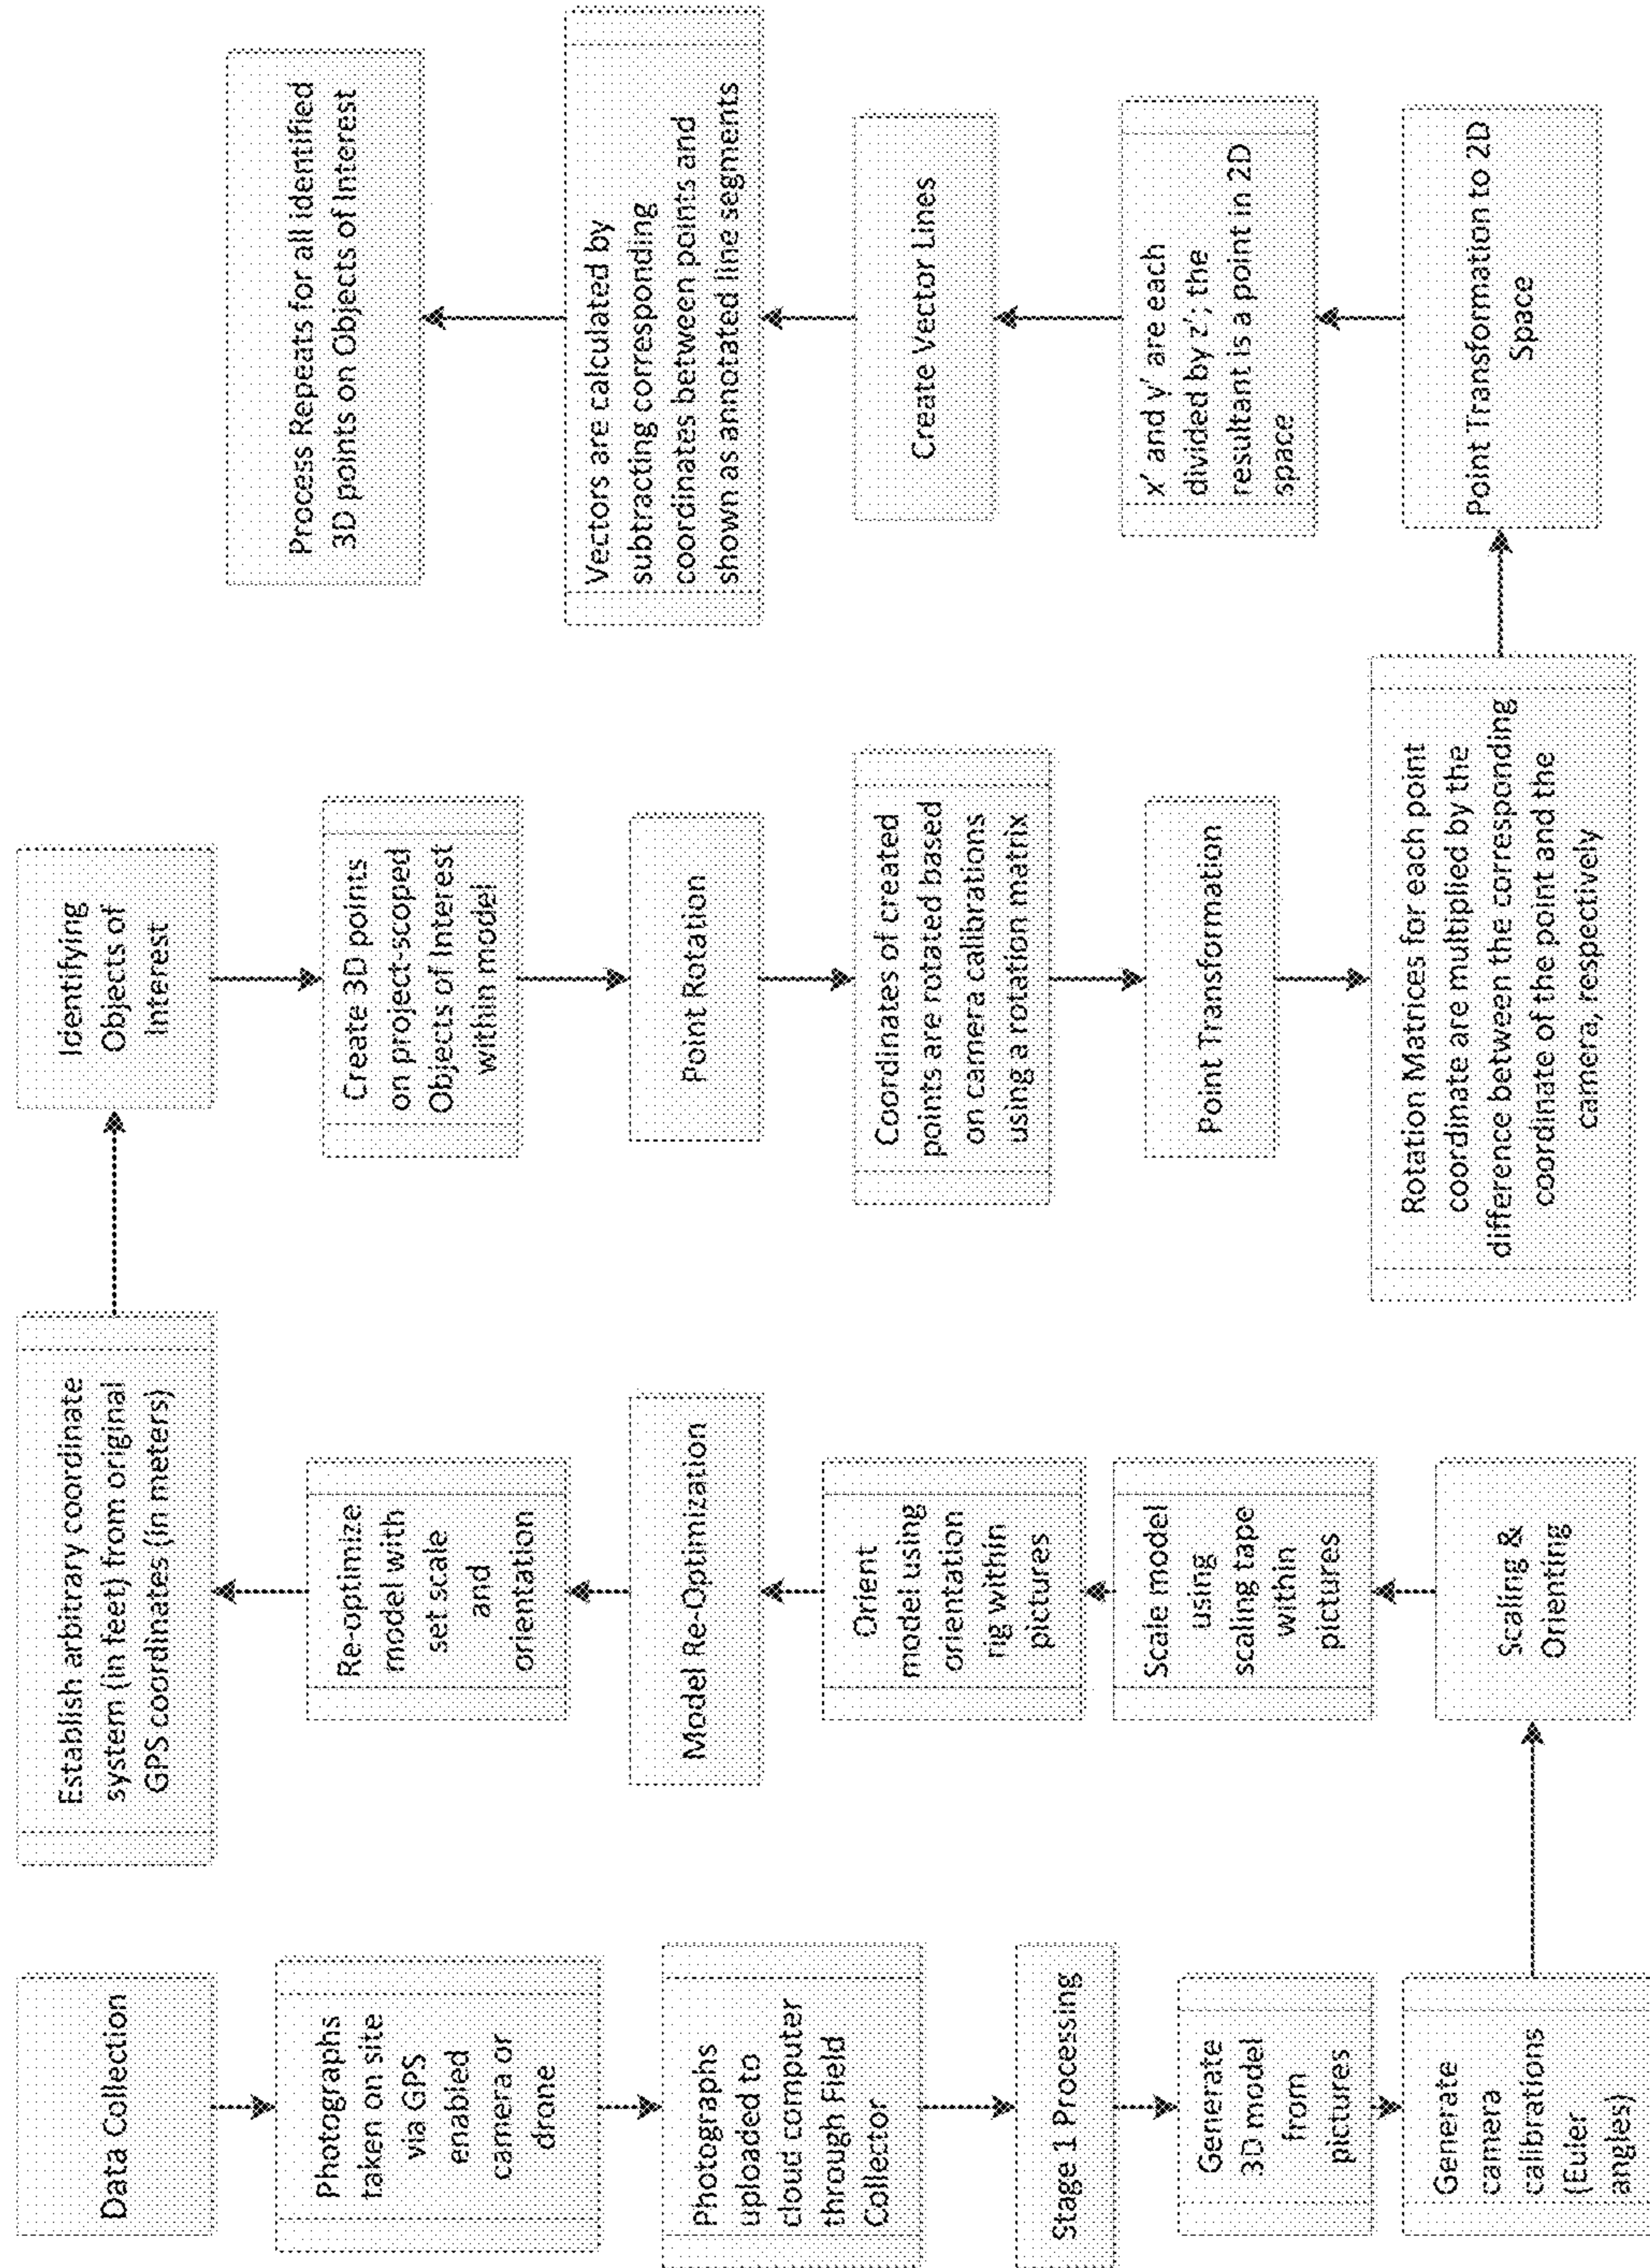 Data Collection
Photographs
taken on site
via GPS
enabled
camera or
drone
Photographs
uploaded to
cloud computer
through Field
Collector
Stage 1 Processing
Generate
3D model
from
pictures
Generate
camera
calibrations
(Euler
angles)
Scaling &
Orienting
Scale model
using
scaling tape
within
pictures
Orient
model using
orientation
rig within
pictures
Model Re-Optimization
Re-optimize
model with
set scale
and
orientation
Establish arbitrary coordinate
system (in feet) from original
GPS coordinates (in meters)
Identifying
Objects of
Interest
Create 3D points
on project-scoped
Objects of Interest
within model
Point Rotation
Coordinates of created
points are rotated based
on camera calibrations
using a rotation matrix
Point Transformation
Rotation Matrices for each point
coordinate are multiplied by the
difference between the corresponding
coordinate of the point and the
camera, respectively
Point Transformation to 2D
Space
x' and y' are each
divided by z'; the
resultant is a point in 2D
space
Create Vector Lines
Vectors are calculated by
subtracting corresponding
coordinates between points and
shown as annotated line segments
Process Repeats for all identified
3D points on Objects of Interest